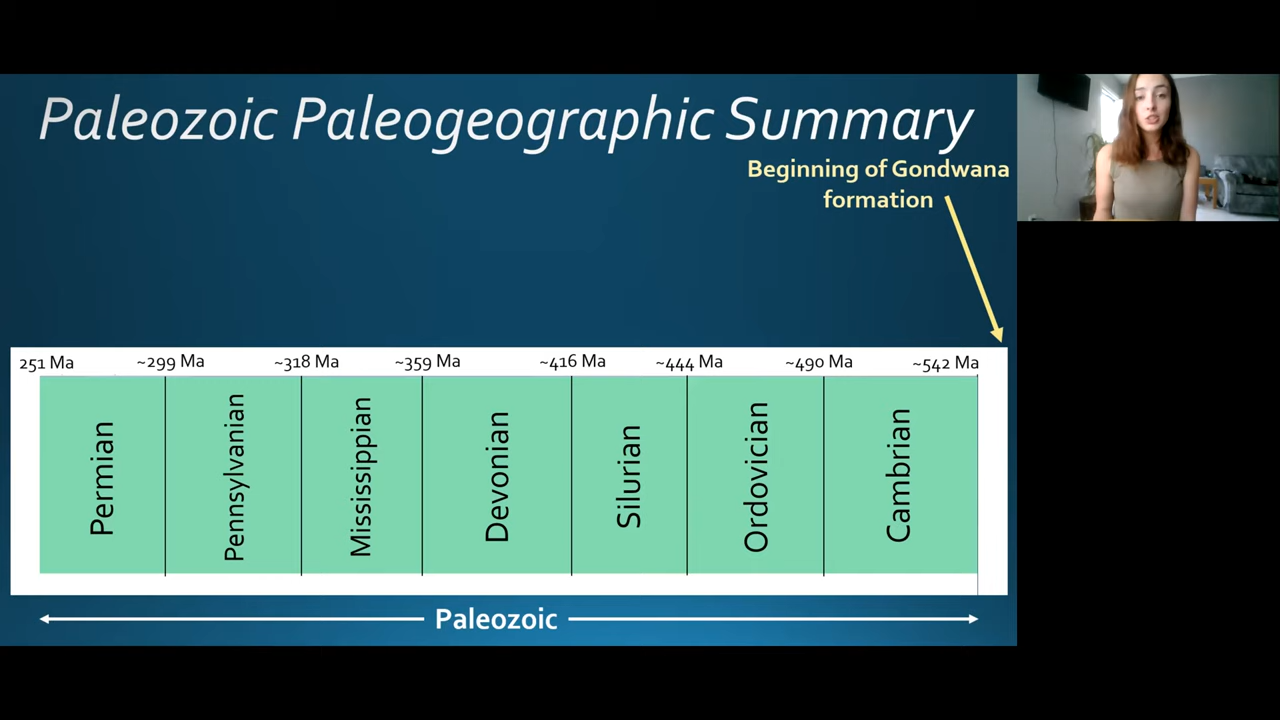 Paleozoic Paleogeographic Summary
Beginning of Gondwana
formation
251 Ma
~299 Ma
~318 Ma
~359 Ma
~416 Ma
~444 Ma
~490 Ma
~542 Ma
Permian
Pennsylvanian
Mississippian
Devonian
Silurian
Ordovician
Cambrian
Paleozoic